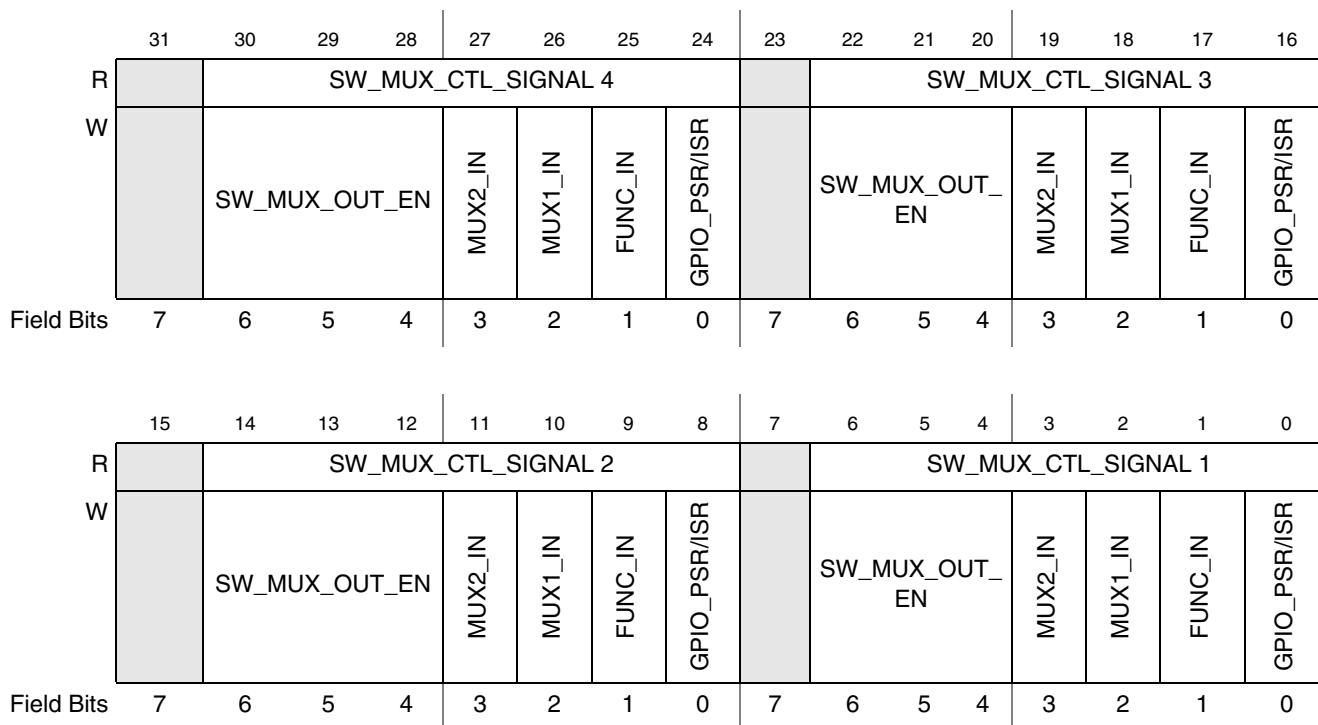 31 30 29 28 27 26 25 24 23 22 21 20 19 18 17 16
R SW_MUX_CTL_SIGNAL 4 SW_MUX_CTL_SIGNAL 3
W SW_MUX_OUT_EN MUX2_IN MUX1_IN FUNC_IN GPIO_PSR/ISR SW_MUX_OUT_ MUX2_IN MUX1_IN FUNC_IN GPIO_PSR/ISR
EN
Field Bits 7 6 5 4 3 2 1 0 7 6 5 4 3 2 1 0
15 14 13 12 11 10 9 8 7 6 5 4 3 2 1 0
R SW_MUX_CTL_SIGNAL 2 SW_MUX_CTL_SIGNAL 1
W SW_MUX_OUT_EN MUX2_IN MUX1_IN FUNC_IN GPIO_PSR/ISR SW_MUX_OUT_ MUX2_IN MUX1_IN FUNC_IN GPIO_PSR/ISR
EN
Field Bits 7 6 5 4 3 2 1 0 7 6 5 4 3 2 1 0